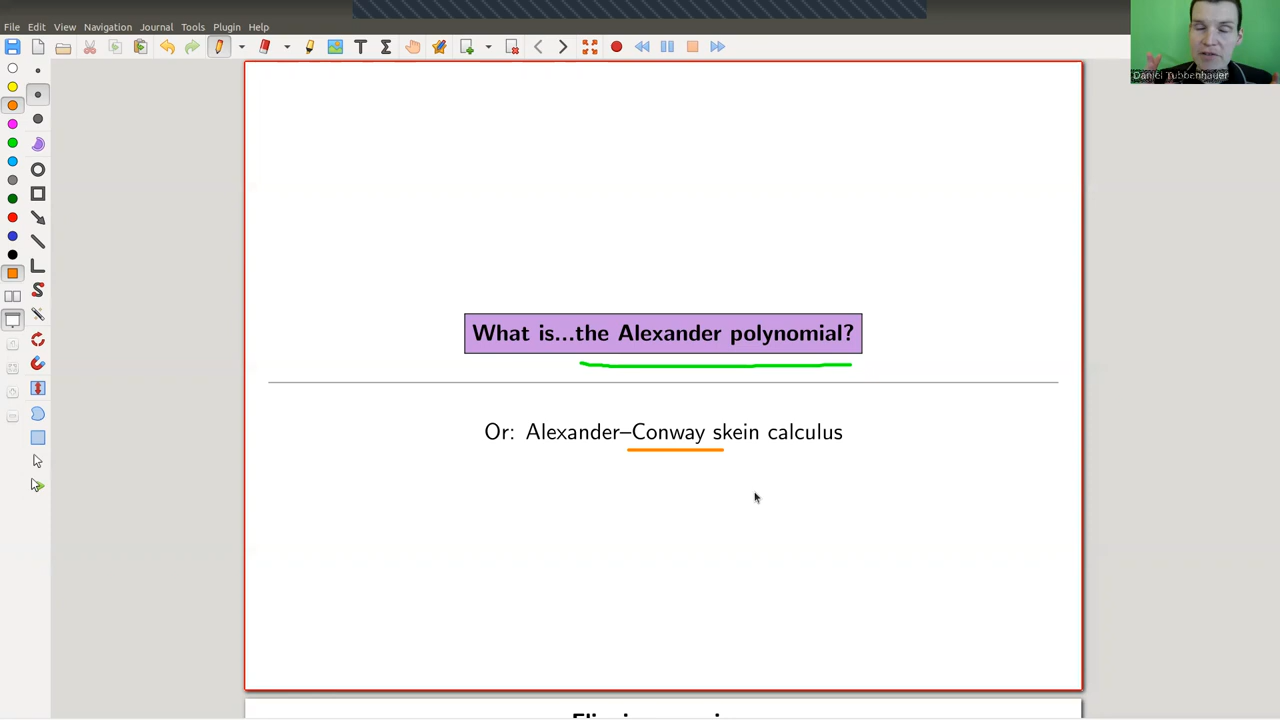 File Edit View Navigation Journal Tools Plugin Help
Daniel Tubbenhauer
What is...the Alexander polynomial?
Or: Alexander–Conway skein calculus